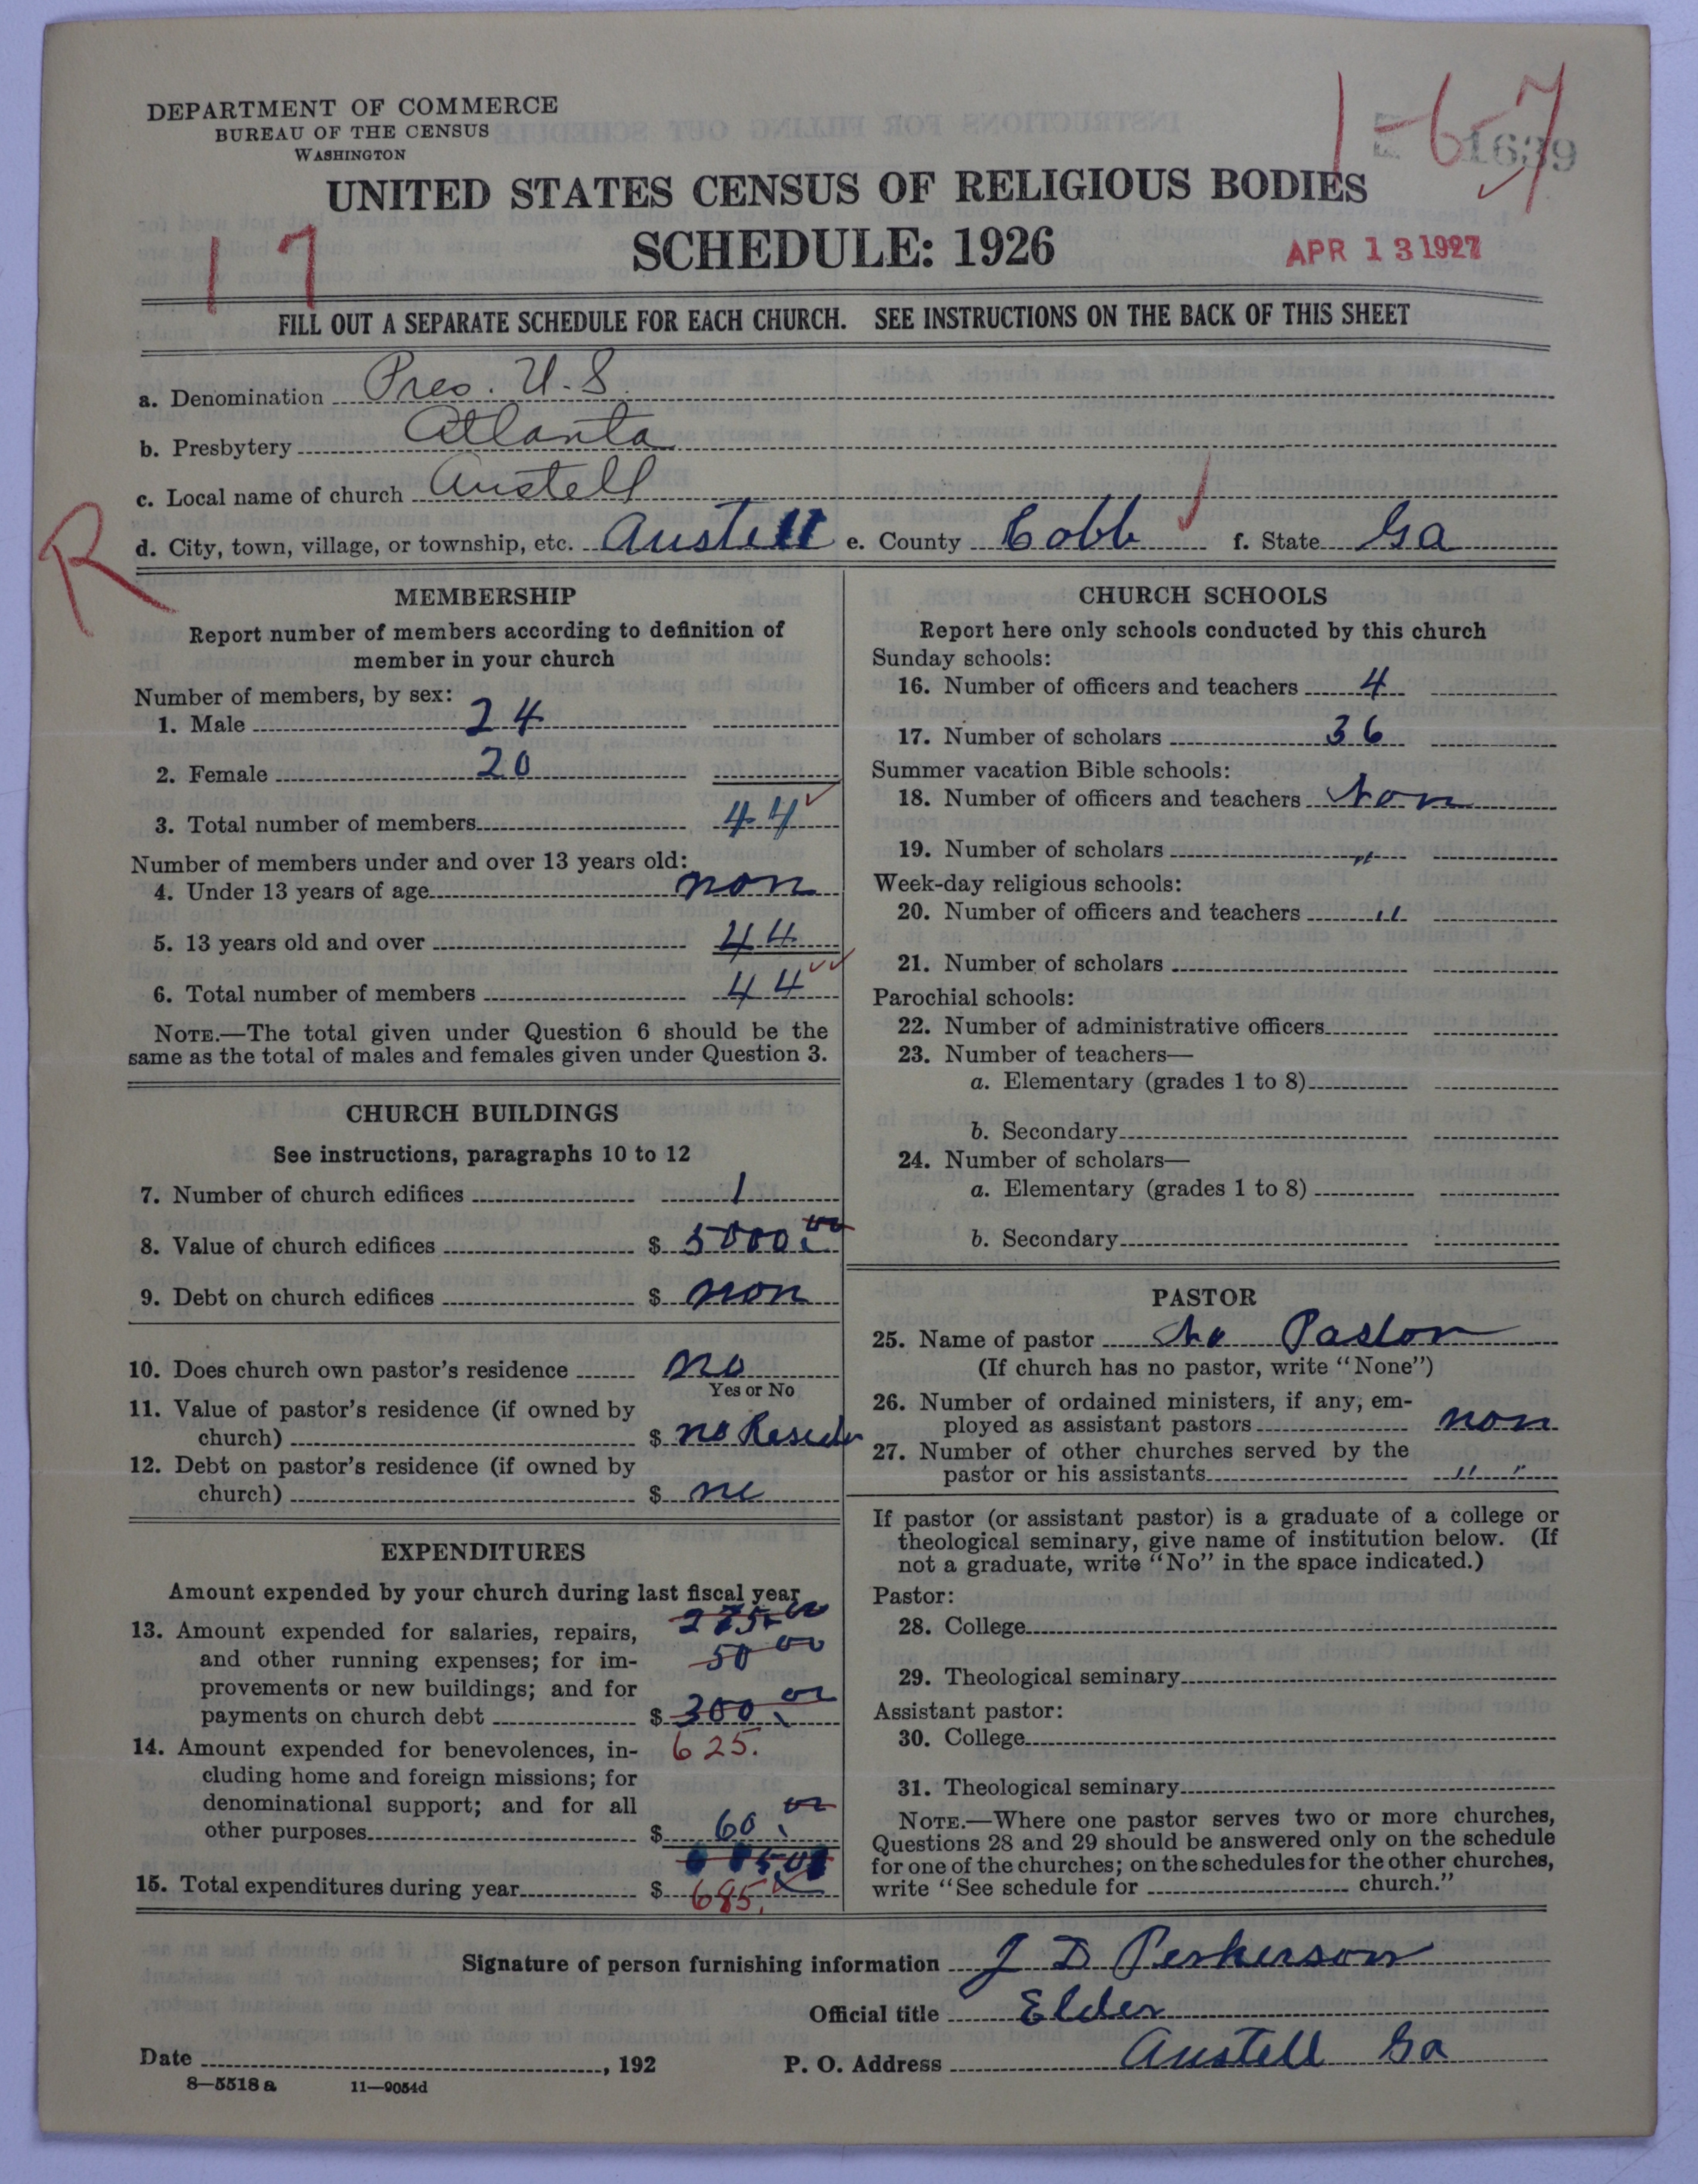 DEPARTMENT OF COMMERCE
BUREAU OF THE CENSUS
WASHINGTON
1-6-7
1639
UNITED STATES CENSUS OF RELIGIOUS BODIES
SCHEDULE: 1926
17
APR 13 1927
FILL OUT A SEPARATE SCHEDULE FOR EACH CHURCH. SEE INSTRUCTIONS ON THE BACK OF THIS SHEET
a. Denomination Pres. U.S.
b. Presbytery Atlanta
c. Local name of church Austell
R
d. City, town, village, or township, etc. Austell e. County Cobb f. State Ga
MEMBERSHIP
Report number of members according to definition of
member in your church
Number of members, by sex:
1. Male 24
2. Female 20
3. Total number of members 44
Number of members under and over 13 years old:
4. Under 13 years of age non
5. 13 years old and over 44
6. Total number of members 44
NOTE.—The total given under Question 6 should be the
same as the total of males and females given under Question 3.
CHURCH BUILDINGS
See instructions, paragraphs 10 to 12
7. Number of church edifices 1
8. Value of church edifices $ 5000.00
9. Debt on church edifices $ non
10. Does church own pastor's residence no
Yes or No
11. Value of pastor's residence (if owned by
church) $ no
12. Debt on pastor's residence (if owned by
church) $
EXPENDITURES
Amount expended by your church during last fiscal year
275.00
13. Amount expended for salaries, repairs,
and other running expenses; for im- 50 00
provements or new buildings; and for
payments on church debt $ 300.00
14. Amount expended for benevolences, in- 625.
cluding home and foreign missions; for
denominational support; and for all
other purposes $ 60.00
15. Total expenditures during year $ 685.
CHURCH SCHOOLS
Report here only schools conducted by this church
Sunday schools:
16. Number of officers and teachers 4
17. Number of scholars 36
Summer vacation Bible schools:
18. Number of officers and teachers non
19. Number of scholars "
Week-day religious schools:
20. Number of officers and teachers "
21. Number of scholars
Parochial schools:
22. Number of administrative officers
23. Number of teachers—
a. Elementary (grades 1 to 8)
b. Secondary
24. Number of scholars—
a. Elementary (grades 1 to 8)
b. Secondary
PASTOR
25. Name of pastor no Pastor
(If church has no pastor, write "None")
26. Number of ordained ministers, if any, em-
ployed as assistant pastors non
27. Number of other churches served by the
pastor or his assistants " "
If pastor (or assistant pastor) is a graduate of a college or
theological seminary, give name of institution below. (If
not a graduate, write "No" in the space indicated.)
Pastor:
28. College
29. Theological seminary
Assistant pastor:
30. College
31. Theological seminary
NOTE.—Where one pastor serves two or more churches,
Questions 28 and 29 should be answered only on the schedule
for one of the churches; on the schedules for the other churches,
write "See schedule for church."
Signature of person furnishing information J D Perkerson
Official title Elder
Date , 192
P. O. Address Austell Ga
8—5518 a 11—9054d